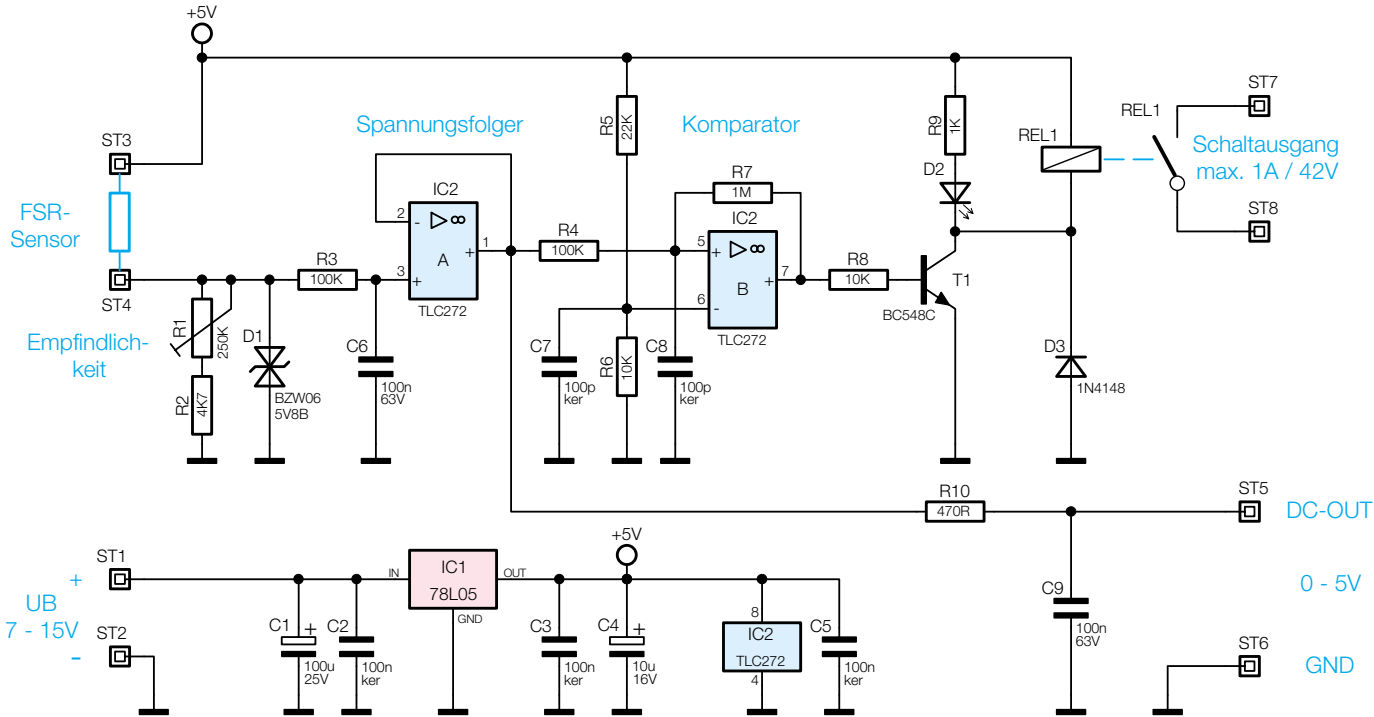 +5V
ST3
FSR-
Sensor
ST4
Empfindlich-
keit
R1
250K
R2
4K7
D1
BZW06
5V8B
R3
100K
C6
100n
63V
Spannungsfolger
IC2
2
-
▷ ∞
A
3
+
1
+
TLC272
R4
100K
R5
22K
R6
10K
C7
100p
ker
C8
100p
ker
Komparator
R7
1M
IC2
5
+
▷ ∞
B
6
-
7
+
TLC272
R8
10K
R9
1K
D2
T1
BC548C
REL1
D3
1N4148
REL1
ST7
Schaltausgang
max. 1A / 42V
ST8
R10
470R
ST5
DC-OUT
0 - 5V
C9
100n
63V
ST6
GND
ST1
+
UB
7 - 15V
ST2
-
C1
+
100u
25V
C2
100n
ker
IN
IC1
78L05
OUT
GND
C3
100n
ker
+5V
C4
+
10u
16V
8
IC2
TLC272
4
C5
100n
ker